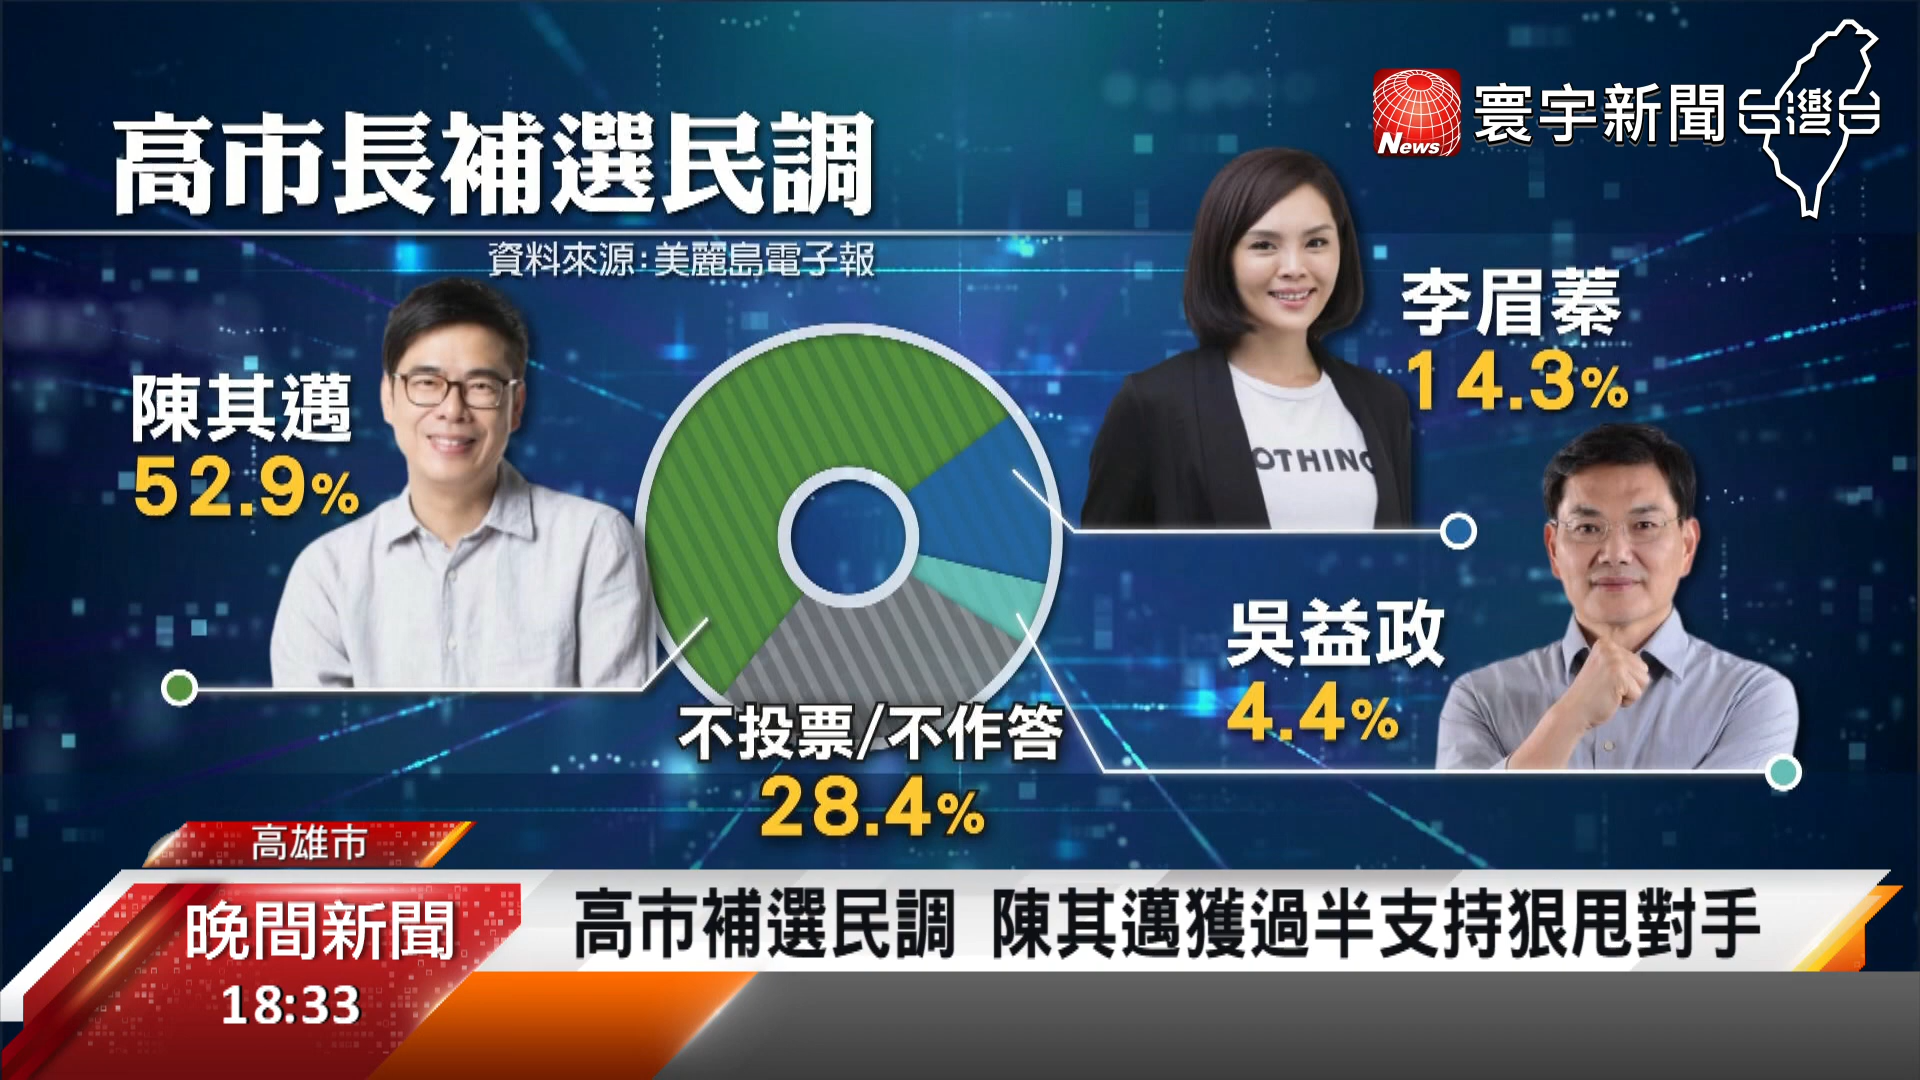 高市長補選民調
資料來源:美麗島電子報
News
寰宇新聞
台灣台
陳其邁
52.9%
李眉蓁
14.3%
OTHING
吳益政
4.4%
不投票/不作答
28.4%
高雄市
晚間新聞
18:33
高市補選民調 陳其邁獲過半支持狠甩對手